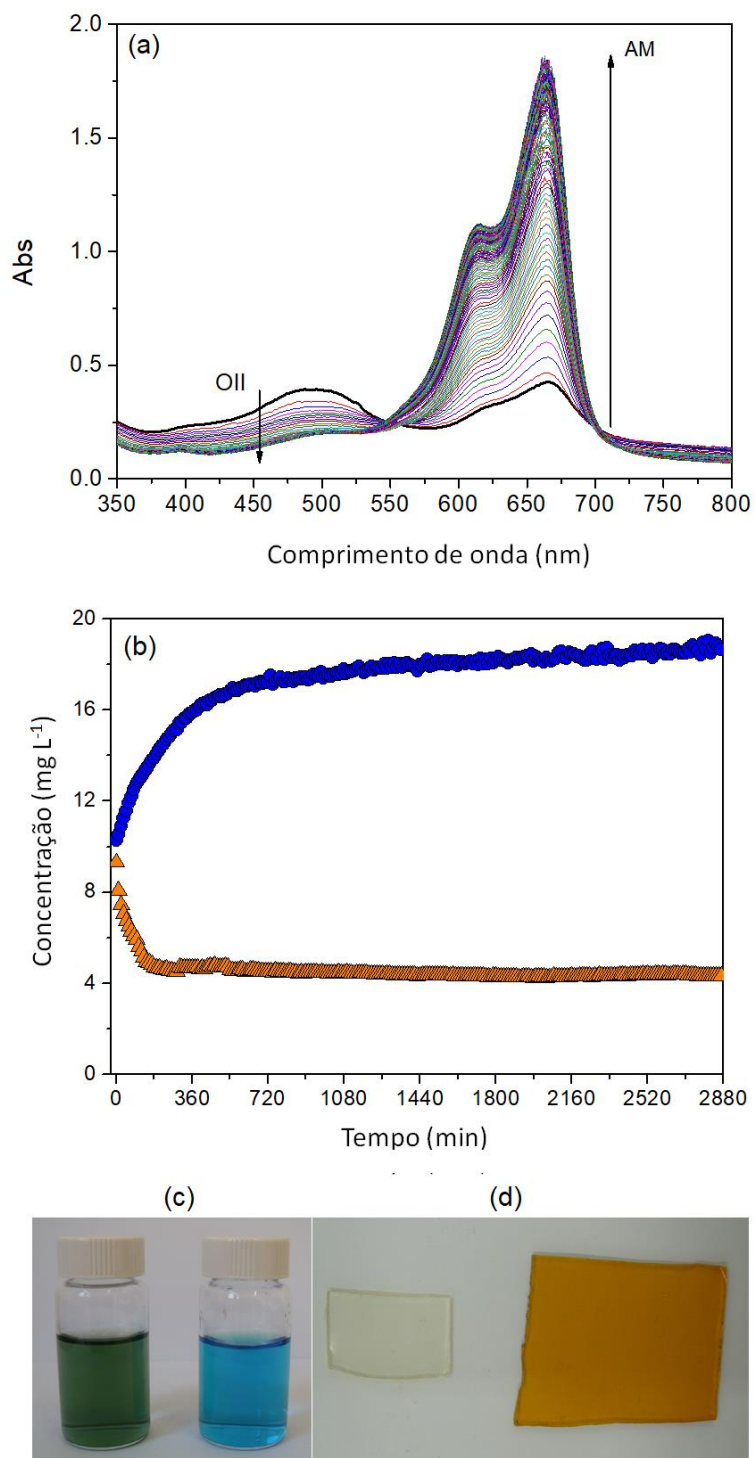 (a)
AM
OII
Abs
2.0
1.5
1.0
0.5
0.0
350 400 450 500 550 600 650 700 750 800
Comprimento de onda (nm)
(b)
Concentração (mg L⁻¹)
20
16
12
8
4
0
0 360 720 1080 1440 1800 2160 2520 2880
Tempo (min)
(c) (d)